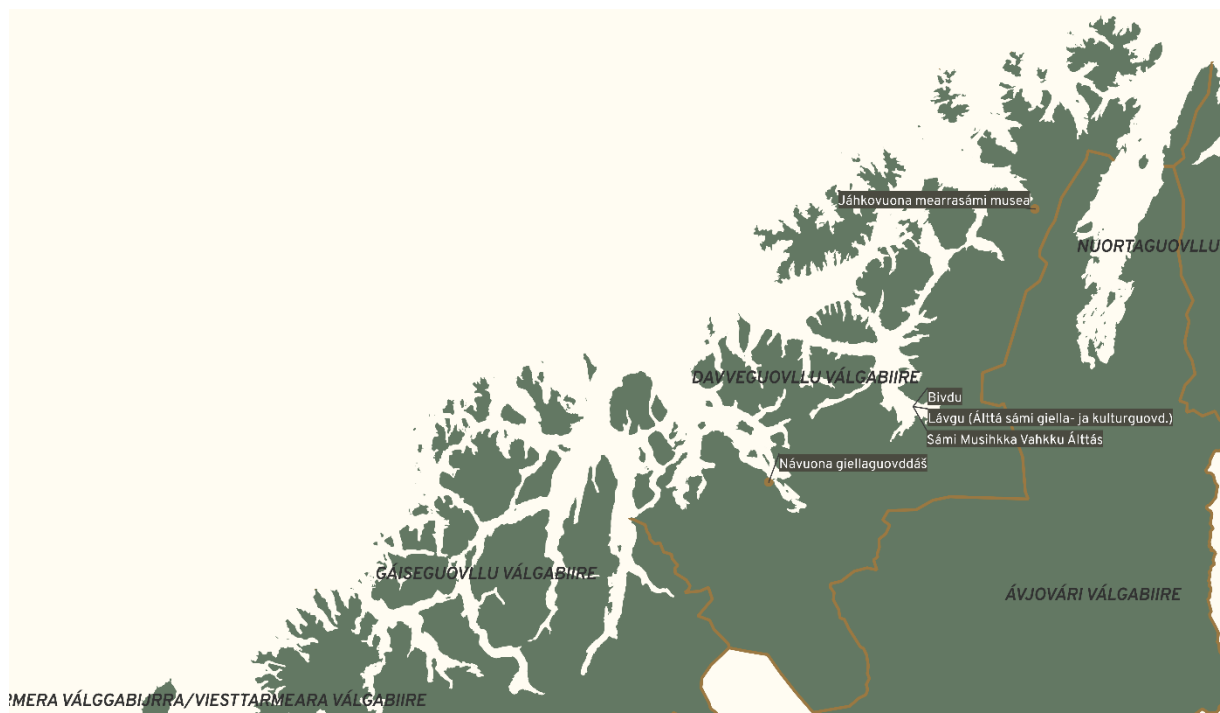 Jáhkovuona mearrasámi musea
NUORTAGUOVLLU
DAVVEGUOVLLU VÁLGABIIRE
Bivdu
Lávgu (Álttá sámi giella- ja kulturguovd.)
Sámi Musihkka Vahkku Álttás
Návuona giellaguovddáš
GÁISEGUOVLLU VÁLGABIIRE
ÁVJOVÁRI VÁLGABIIRE
RMERA VÁLGGABIJRRA/VIESTTARMEARA VÁLGABIIRE